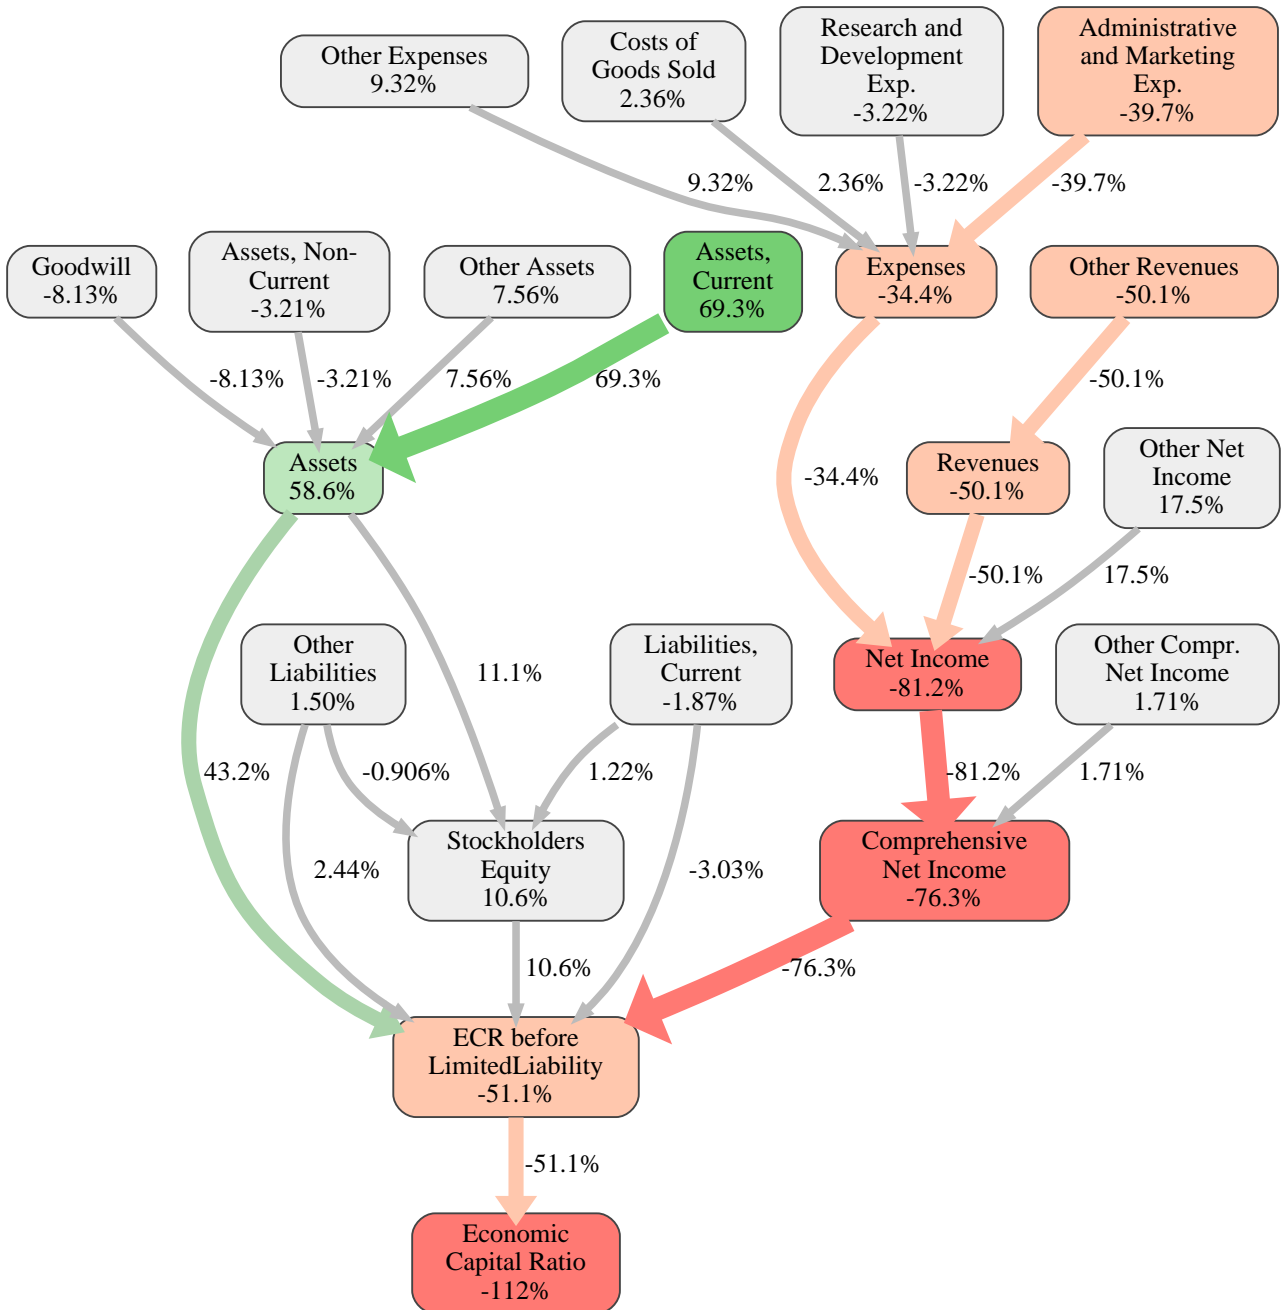 Other Expenses
9.32%
Costs of
Goods Sold
2.36%
Research and
Development
Exp.
-3.22%
Administrative
and Marketing
Exp.
-39.7%
9.32%
2.36%
-3.22%
-39.7%
Goodwill
-8.13%
Assets, Non-
Current
-3.21%
Other Assets
7.56%
Assets,
Current
69.3%
Expenses
-34.4%
Other Revenues
-50.1%
-8.13%
-3.21%
7.56%
69.3%
-50.1%
Assets
58.6%
-34.4%
Revenues
-50.1%
Other Net
Income
17.5%
-50.1%
17.5%
Other
Liabilities
1.50%
11.1%
Liabilities,
Current
-1.87%
Net Income
-81.2%
Other Compr.
Net Income
1.71%
43.2%
-0.906%
1.22%
-81.2%
1.71%
2.44%
Stockholders
Equity
10.6%
-3.03%
Comprehensive
Net Income
-76.3%
10.6%
-76.3%
ECR before
LimitedLiability
-51.1%
-51.1%
Economic
Capital Ratio
-112%